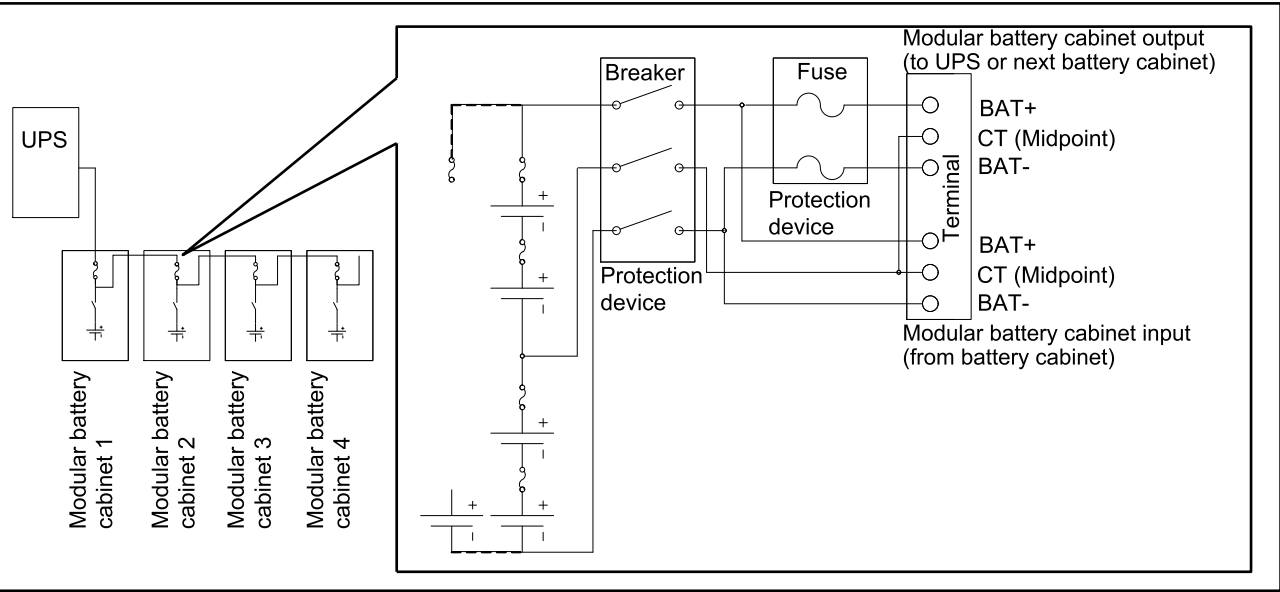 UPS
Modular battery
cabinet 1
Modular battery
cabinet 2
Modular battery
cabinet 3
Modular battery
cabinet 4
Breaker
Protection
device
Fuse
Protection
device
Modular battery cabinet output
(to UPS or next battery cabinet)
BAT+
CT (Midpoint)
BAT-
Terminal
BAT+
CT (Midpoint)
BAT-
Modular battery cabinet input
(from battery cabinet)